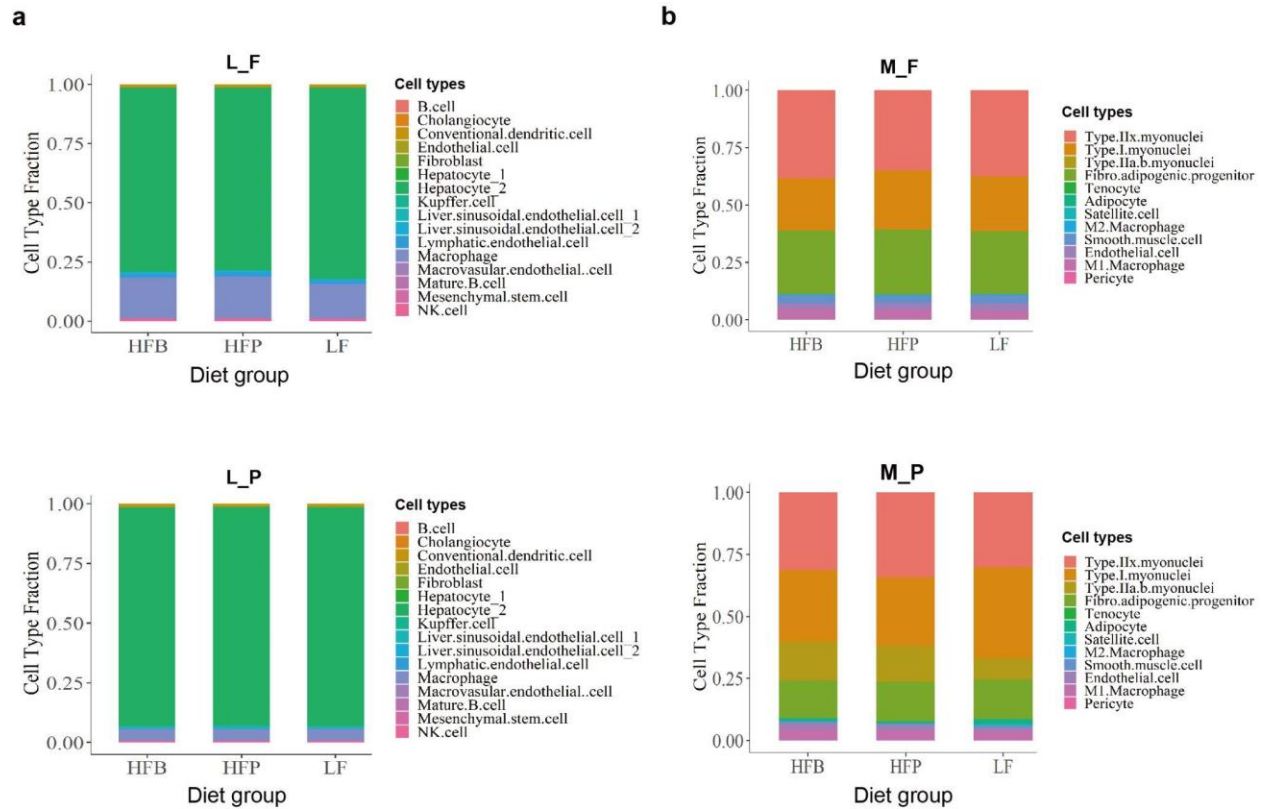 a
L_F
Cell Type Fraction
1.00
0.75
0.50
0.25
0.00
HFB HFP LF
Diet group
Cell types
B.cell
Cholangiocyte
Conventional.dendritic.cell
Endothelial.cell
Fibroblast
Hepatocyte_1
Hepatocyte_2
Kupffer.cell
Liver.sinusoidal.endothelial.cell_1
Liver.sinusoidal.endothelial.cell_2
Lymphatic.endothelial.cell
Macrophage
Macrovasular.endothelial..cell
Mature.B.cell
Mesenchymal.stem.cell
NK.cell
b
M_F
Cell Type Fraction
1.00
0.75
0.50
0.25
0.00
HFB HFP LF
Diet group
Cell types
Type.IIx.myonuclei
Type.I.myonuclei
Type.IIa.b.myonuclei
Fibro.adipogenic.progenitor
Tenocyte
Adipocyte
Satellite.cell
M2.Macrophage
Smooth.muscle.cell
Endothelial.cell
M1.Macrophage
Pericyte
L_P
Cell Type Fraction
1.00
0.75
0.50
0.25
0.00
HFB HFP LF
Diet group
Cell types
B.cell
Cholangiocyte
Conventional.dendritic.cell
Endothelial.cell
Fibroblast
Hepatocyte_1
Hepatocyte_2
Kupffer.cell
Liver.sinusoidal.endothelial.cell_1
Liver.sinusoidal.endothelial.cell_2
Lymphatic.endothelial.cell
Macrophage
Macrovasular.endothelial..cell
Mature.B.cell
Mesenchymal.stem.cell
NK.cell
M_P
Cell Type Fraction
1.00
0.75
0.50
0.25
0.00
HFB HFP LF
Diet group
Cell types
Type.IIx.myonuclei
Type.I.myonuclei
Type.IIa.b.myonuclei
Fibro.adipogenic.progenitor
Tenocyte
Adipocyte
Satellite.cell
M2.Macrophage
Smooth.muscle.cell
Endothelial.cell
M1.Macrophage
Pericyte